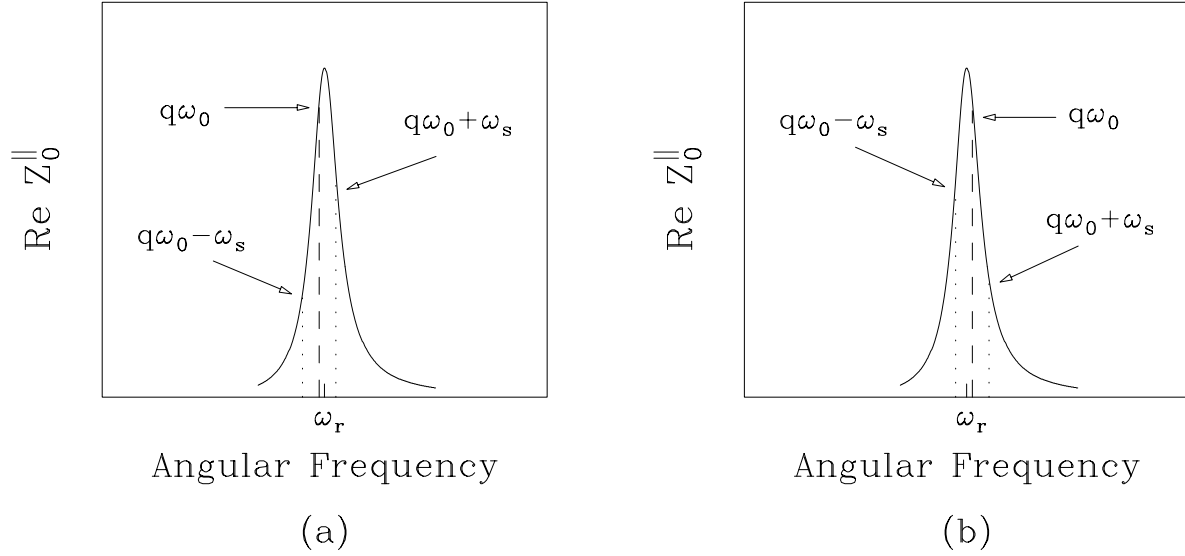 qω₀
qω₀+ωₛ
qω₀−ωₛ
Re Z₀∥
ωᵣ
Angular Frequency
(a)
qω₀−ωₛ
qω₀
qω₀+ωₛ
Re Z₀∥
ωᵣ
Angular Frequency
(b)